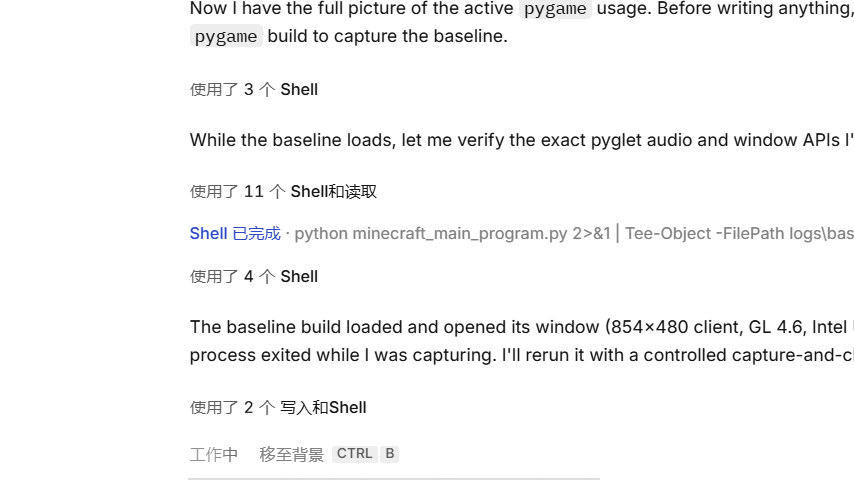 Now I have the full picture of the active pygame usage. Before writing anything,
pygame build to capture the baseline.
使用了 3 个 Shell
While the baseline loads, let me verify the exact pyglet audio and window APIs I'
使用了 11 个 Shell和读取
Shell 已完成 · python minecraft_main_program.py 2>&1 | Tee-Object -FilePath logs\bas
使用了 4 个 Shell
The baseline build loaded and opened its window (854×480 client, GL 4.6, Intel
process exited while I was capturing. I'll rerun it with a controlled capture-and-cl
使用了 2 个 写入和Shell
工作中 移至背景 CTRL B